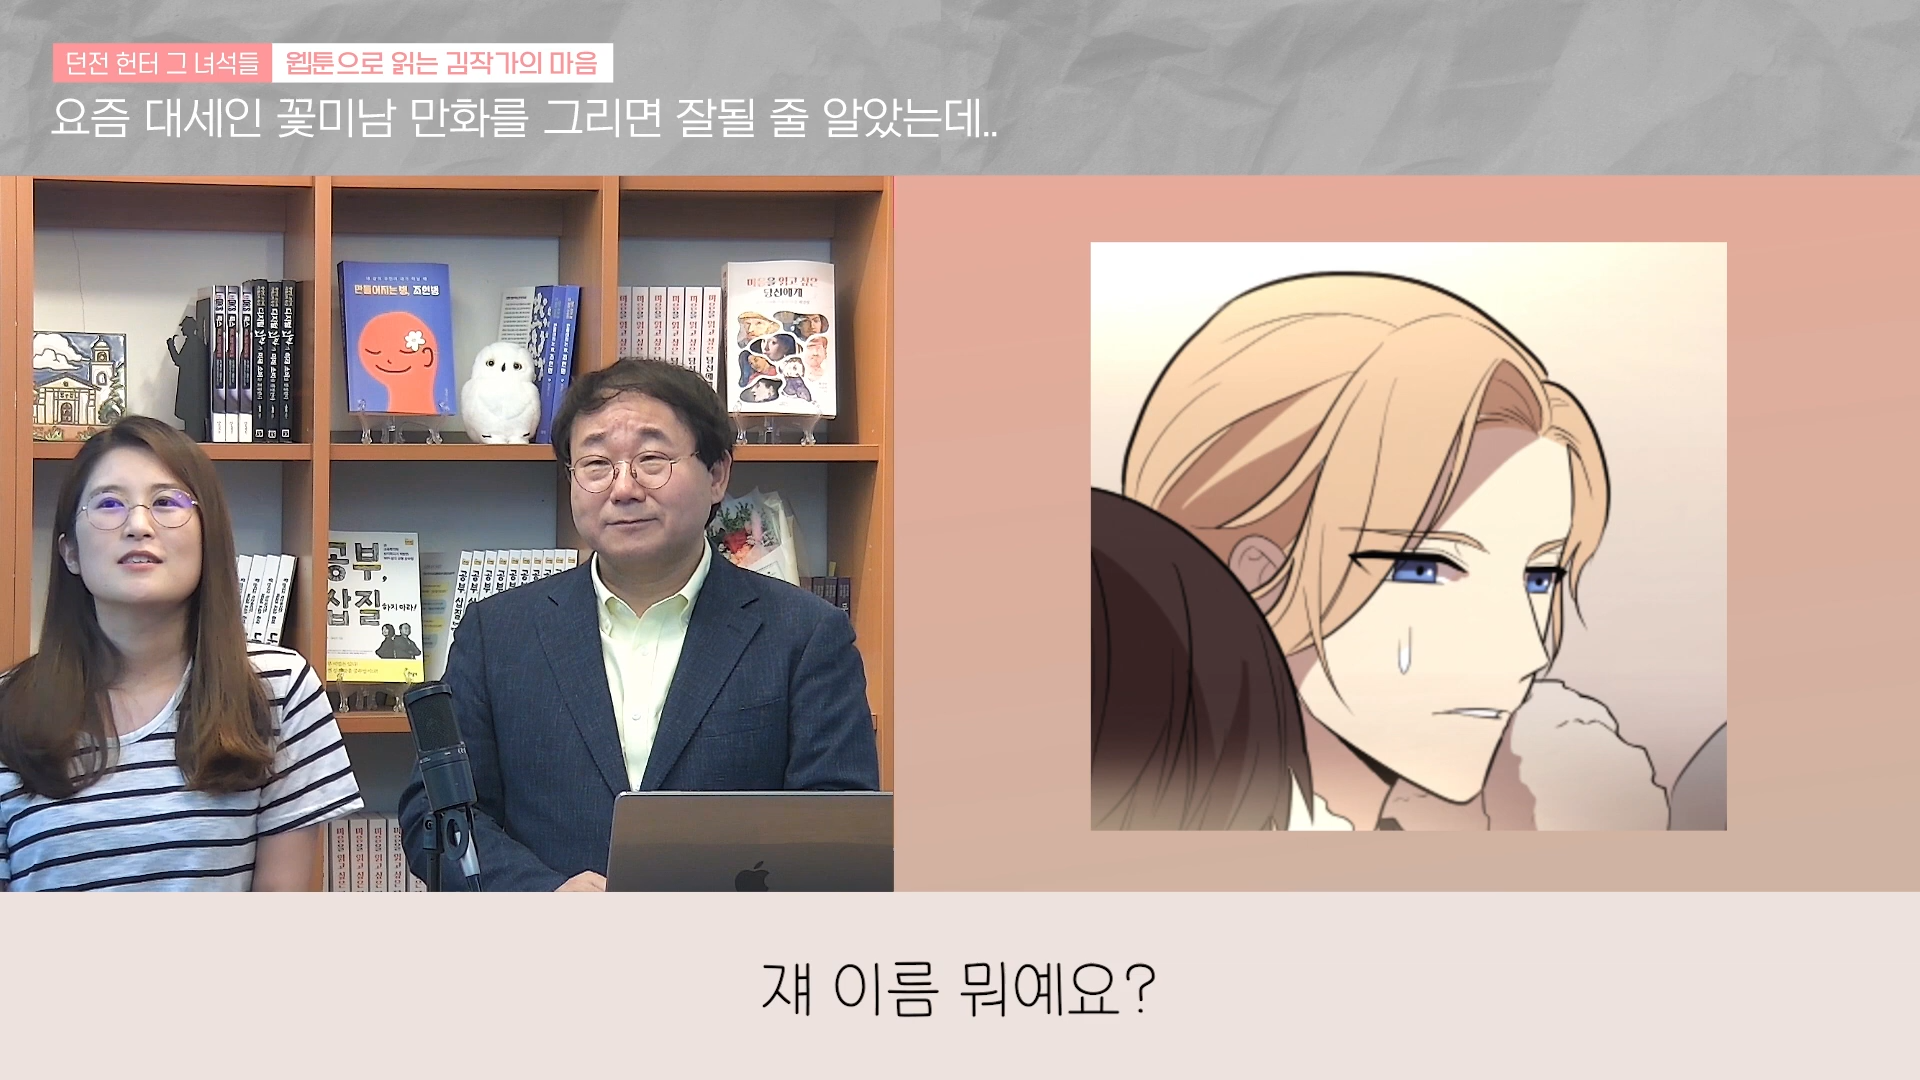 던전 헌터 그 녀석들 웹툰으로 읽는 김작가의 마음
요즘 대세인 꽃미남 만화를 그리면 잘될 줄 알았는데..
만들어지는 병, 조현병
마음을 읽고 싶은
당신에게
공부,
삽질
하지 마라!
쟤 이름 뭐예요?